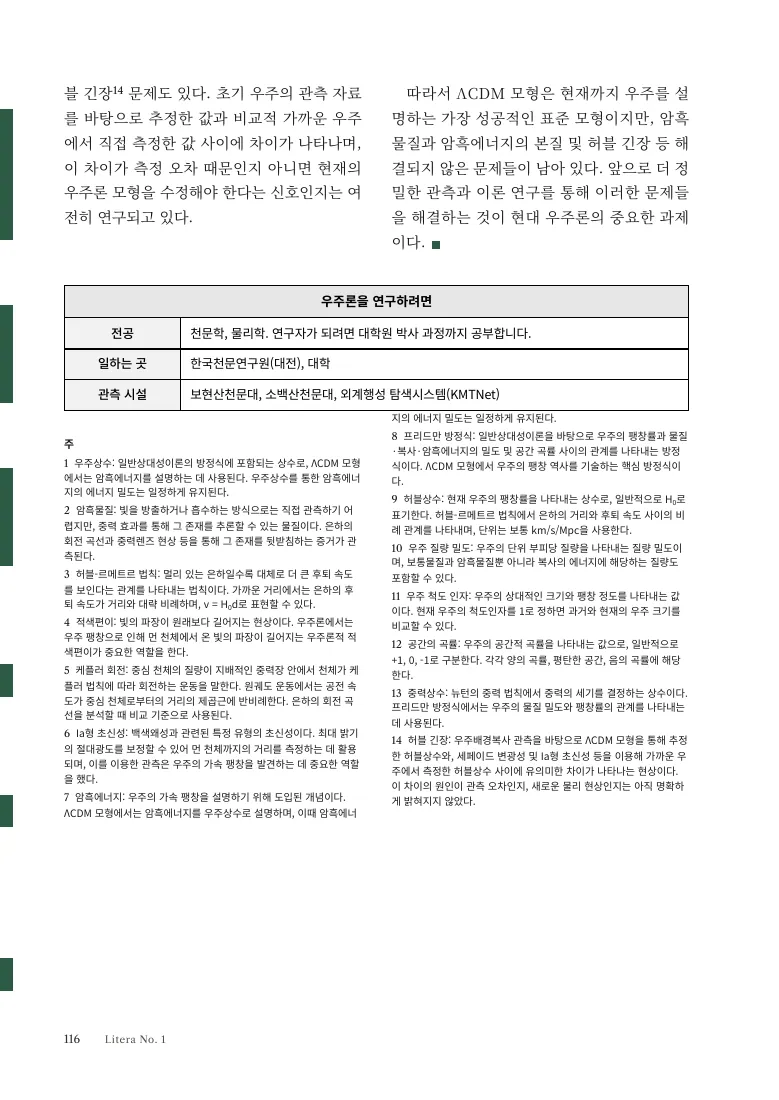 블 긴장14 문제도 있다. 초기 우주의 관측 자료
를 바탕으로 추정한 값과 비교적 가까운 우주
에서 직접 측정한 값 사이에 차이가 나타나며,
이 차이가 측정 오차 때문인지 아니면 현재의
우주론 모형을 수정해야 한다는 신호인지는 여
전히 연구되고 있다.
따라서 ΛCDM 모형은 현재까지 우주를 설
명하는 가장 성공적인 표준 모형이지만, 암흑
물질과 암흑에너지의 본질 및 허블 긴장 등 해
결되지 않은 문제들이 남아 있다. 앞으로 더 정
밀한 관측과 이론 연구를 통해 이러한 문제들
을 해결하는 것이 현대 우주론의 중요한 과제
이다. ■
우주론을 연구하려면
전공 천문학, 물리학. 연구자가 되려면 대학원 박사 과정까지 공부합니다.
일하는 곳 한국천문연구원(대전), 대학
관측 시설 보현산천문대, 소백산천문대, 외계행성 탐색시스템(KMTNet)
주
1 우주상수: 일반상대성이론의 방정식에 포함되는 상수로, ΛCDM 모형
에서는 암흑에너지를 설명하는 데 사용된다. 우주상수를 통한 암흑에너
지의 에너지 밀도는 일정하게 유지된다.
2 암흑물질: 빛을 방출하거나 흡수하는 방식으로는 직접 관측하기 어
렵지만, 중력 효과를 통해 그 존재를 추론할 수 있는 물질이다. 은하의
회전 곡선과 중력렌즈 현상 등을 통해 그 존재를 뒷받침하는 증거가 관
측된다.
3 허블-르메트르 법칙: 멀리 있는 은하일수록 대체로 더 큰 후퇴 속도
를 보인다는 관계를 나타내는 법칙이다. 가까운 거리에서는 은하의 후
퇴 속도가 거리와 대략 비례하며, v = H₀d로 표현할 수 있다.
4 적색편이: 빛의 파장이 원래보다 길어지는 현상이다. 우주론에서는
우주 팽창으로 인해 먼 천체에서 온 빛의 파장이 길어지는 우주론적 적
색편이가 중요한 역할을 한다.
5 케플러 회전: 중심 천체의 질량이 지배적인 중력장 안에서 천체가 케
플러 법칙에 따라 회전하는 운동을 말한다. 원궤도 운동에서는 공전 속
도가 중심 천체로부터의 거리의 제곱근에 반비례한다. 은하의 회전 곡
선을 분석할 때 비교 기준으로 사용된다.
6 Ia형 초신성: 백색왜성과 관련된 특정 유형의 초신성이다. 최대 밝기
의 절대광도를 보정할 수 있어 먼 천체까지의 거리를 측정하는 데 활용
되며, 이를 이용한 관측은 우주의 가속 팽창을 발견하는 데 중요한 역할
을 했다.
7 암흑에너지: 우주의 가속 팽창을 설명하기 위해 도입된 개념이다.
ΛCDM 모형에서는 암흑에너지를 우주상수로 설명하며, 이때 암흑에너
지의 에너지 밀도는 일정하게 유지된다.
8 프리드만 방정식: 일반상대성이론을 바탕으로 우주의 팽창률과 물질
·복사·암흑에너지의 밀도 및 공간 곡률 사이의 관계를 나타내는 방정
식이다. ΛCDM 모형에서 우주의 팽창 역사를 기술하는 핵심 방정식이
다.
9 허블상수: 현재 우주의 팽창률을 나타내는 상수로, 일반적으로 H₀로
표기한다. 허블-르메트르 법칙에서 은하의 거리와 후퇴 속도 사이의 비
례 관계를 나타내며, 단위는 보통 km/s/Mpc을 사용한다.
10 우주 질량 밀도: 우주의 단위 부피당 질량을 나타내는 질량 밀도이
며, 보통물질과 암흑물질뿐 아니라 복사의 에너지에 해당하는 질량도
포함할 수 있다.
11 우주 척도 인자: 우주의 상대적인 크기와 팽창 정도를 나타내는 값
이다. 현재 우주의 척도인자를 1로 정하면 과거와 현재의 우주 크기를
비교할 수 있다.
12 공간의 곡률: 우주의 공간적 곡률을 나타내는 값으로, 일반적으로
+1, 0, -1로 구분한다. 각각 양의 곡률, 평탄한 공간, 음의 곡률에 해당
한다.
13 중력상수: 뉴턴의 중력 법칙에서 중력의 세기를 결정하는 상수이다.
프리드만 방정식에서는 우주의 물질 밀도와 팽창률의 관계를 나타내는
데 사용된다.
14 허블 긴장: 우주배경복사 관측을 바탕으로 ΛCDM 모형을 통해 추정
한 허블상수와, 세페이드 변광성 및 Ia형 초신성 등을 이용해 가까운 우
주에서 측정한 허블상수 사이에 유의미한 차이가 나타나는 현상이다.
이 차이의 원인이 관측 오차인지, 새로운 물리 현상인지는 아직 명확하
게 밝혀지지 않았다.
116 Litera No. 1